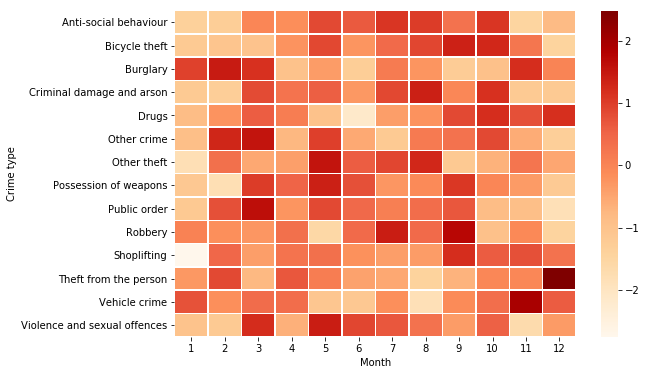 Anti-social behaviour
Bicycle theft
Burglary
Criminal damage and arson
Drugs
Other crime
Other theft
Possession of weapons
Public order
Robbery
Shoplifting
Theft from the person
Vehicle crime
Violence and sexual offences
Crime type
1 2 3 4 5 6 7 8 9 10 11 12
Month
2
1
0
−1
−2